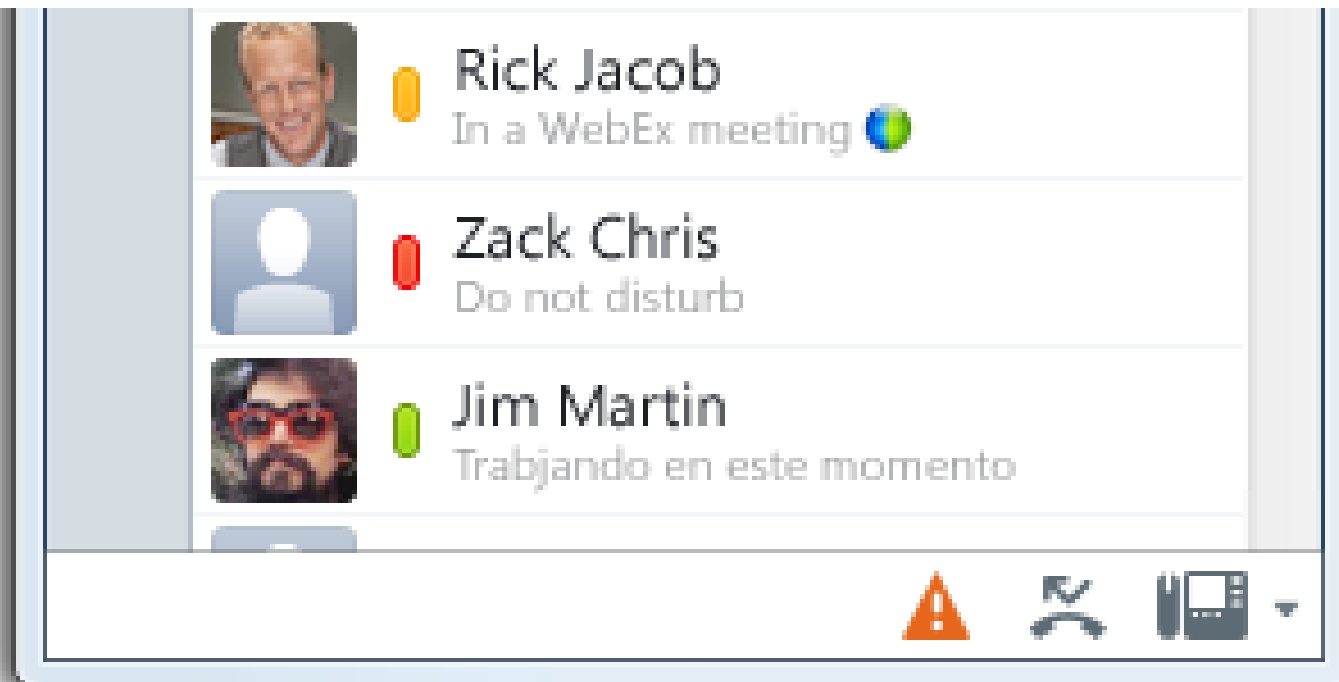 Rick Jacob
In a WebEx meeting
Zack Chris
Do not disturb
Jim Martin
Trabjando en este momento